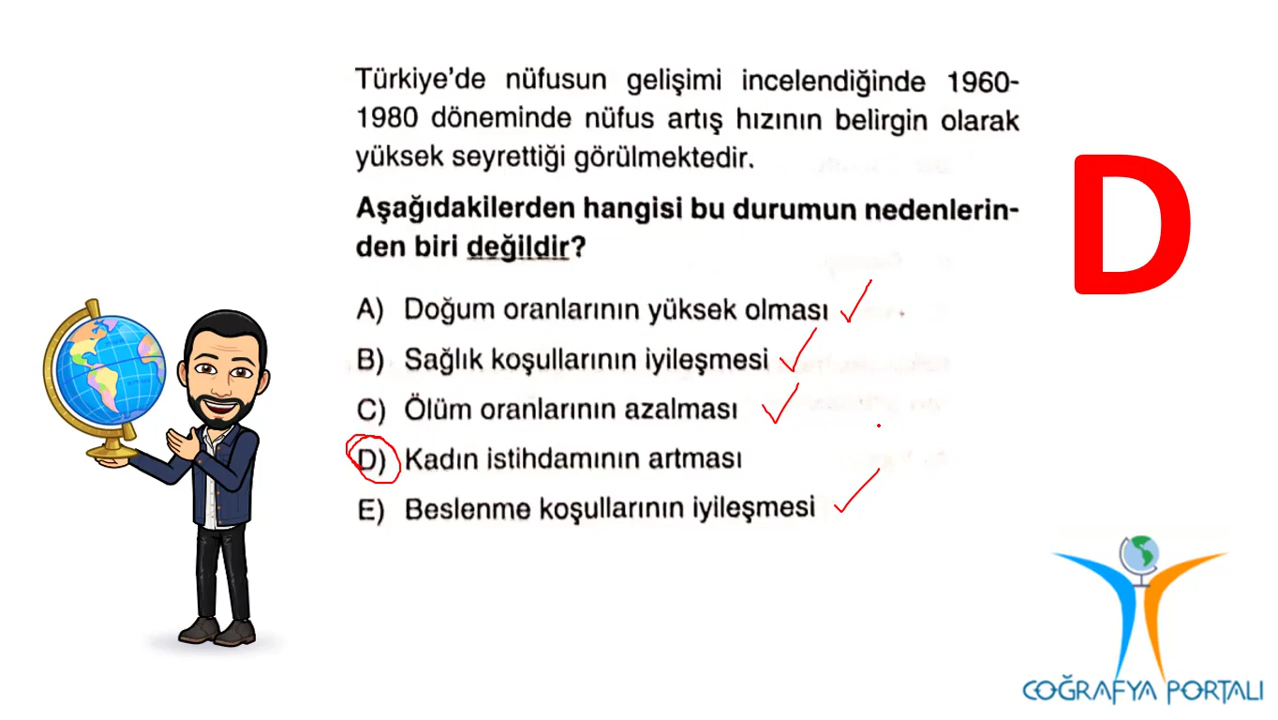 Türkiye'de nüfusun gelişimi incelendiğinde 1960-
1980 döneminde nüfus artış hızının belirgin olarak
yüksek seyrettiği görülmektedir.
Aşağıdakilerden hangisi bu durumun nedenlerin-
den biri değildir?
A) Doğum oranlarının yüksek olması
B) Sağlık koşullarının iyileşmesi
C) Ölüm oranlarının azalması
D) Kadın istihdamının artması
E) Beslenme koşullarının iyileşmesi
D
COĞRAFYA PORTALI